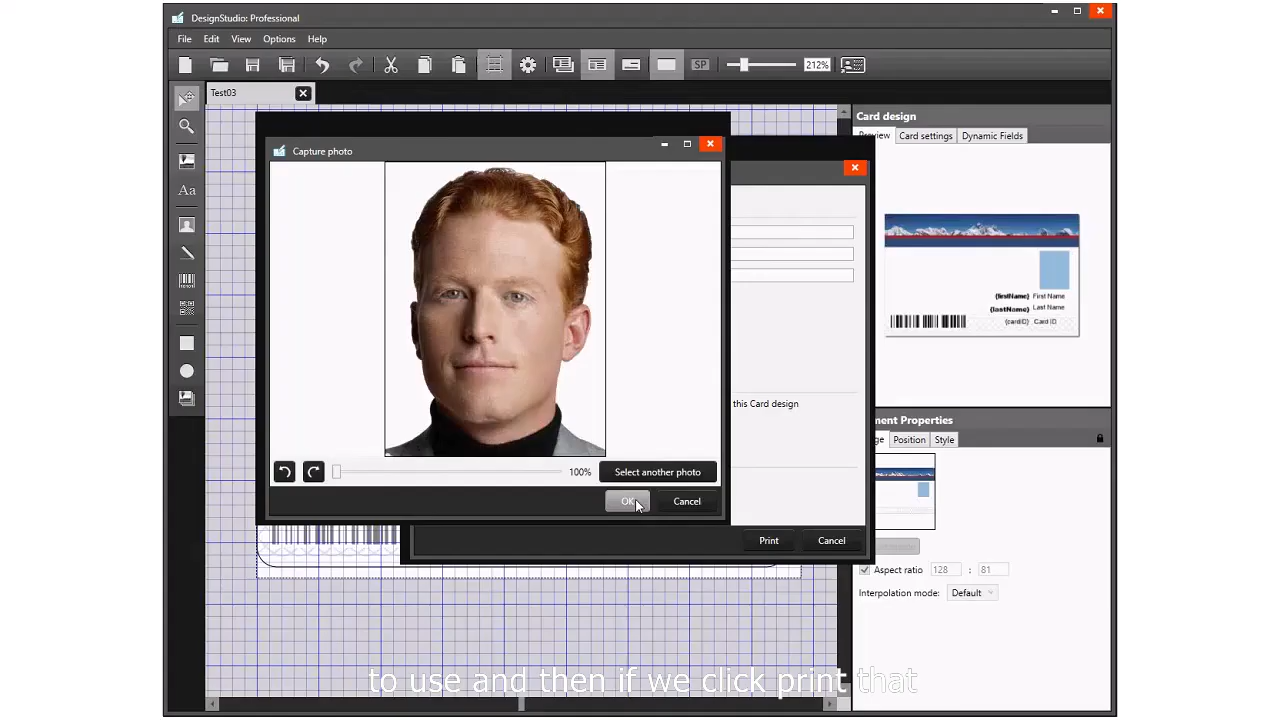 DesignStudio: Professional
File Edit View Options Help
SP
212%
Test03
Card design
Preview Card settings Dynamic Fields
Capture photo
(firstName) First Name
(lastName) Last Name
(cardID) Card ID
Aa
this Card design
ment Properties
ge Position Style
100%
Select another photo
OK
Cancel
Print
Cancel
Aspect ratio 128 : 81
Interpolation mode: Default
to use and then if we click print that